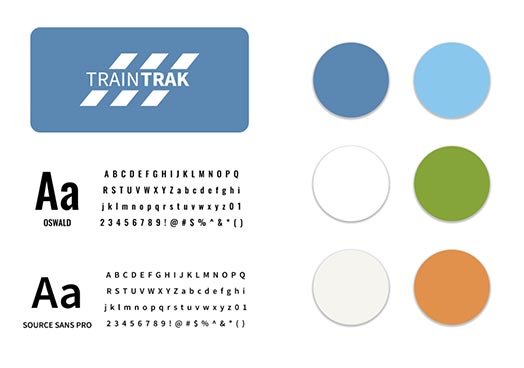 TRAINTRAK
Aa
OSWALD
A B C D E F G H I J K L M N O P Q
R S T U V W X Y Z a b c d e f g h i
j k l m n o p q r s t u v w x y z 0 1
2 3 4 5 6 7 8 9 ! @ # $ % ^ & * ( )
Aa
SOURCE SANS PRO
A B C D E F G H I J K L M N O P Q
R S T U V W X Y Z a b c d e f g h i
j k l m n o p q r s t u v w x y z 0 1
2 3 4 5 6 7 8 9 ! @ # $ % ^ & * ( )